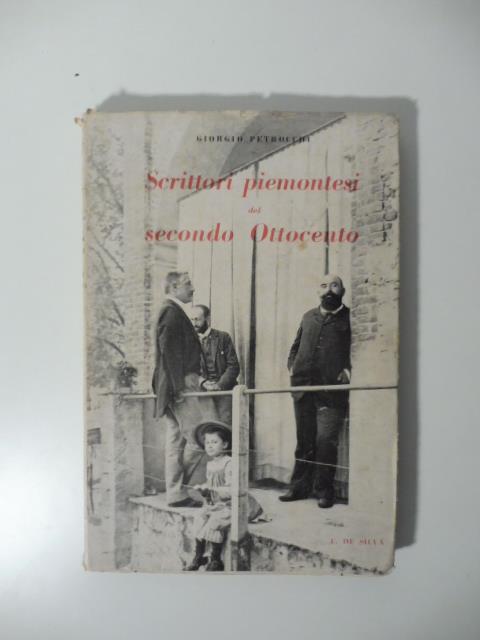 GIORGIO PETROCCHI
Scrittori piemontesi
del
secondo Ottocento
F. DE SILVA